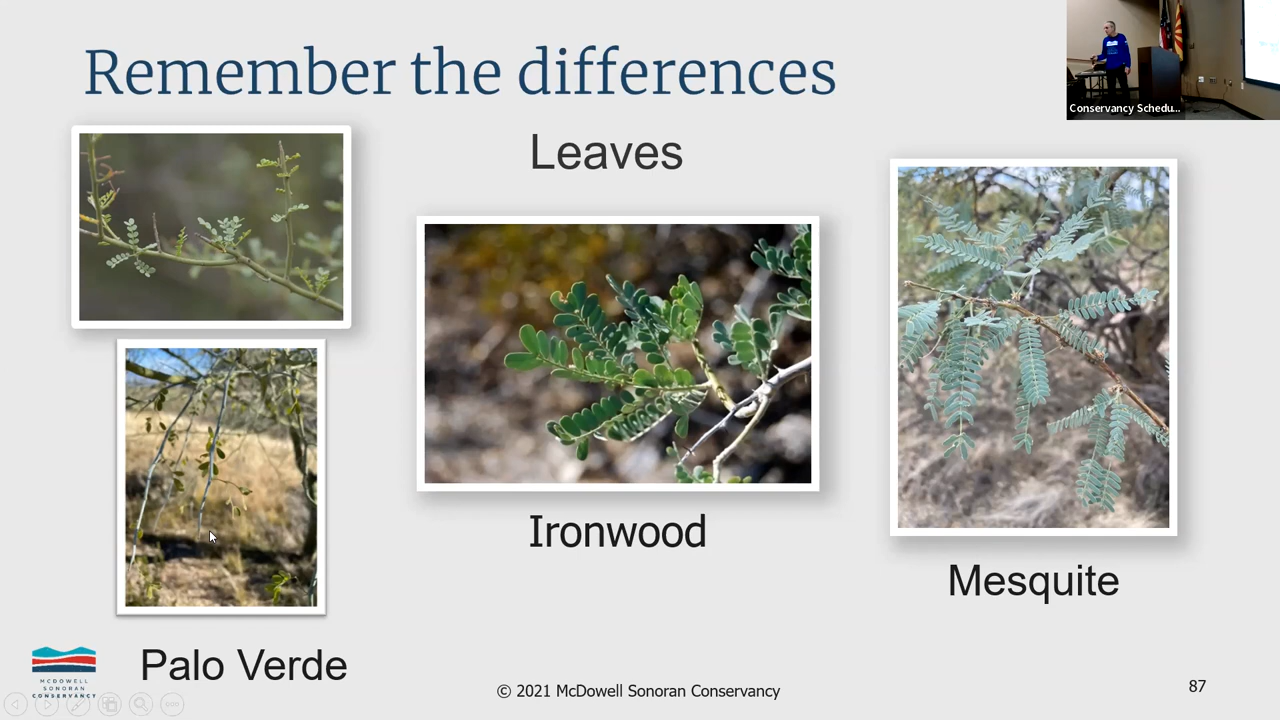 Remember the differences
Conservancy Schedu...
Leaves
Ironwood
Mesquite
Palo Verde
MCDOWELL
SONORAN
CONSERVANCY
© 2021 McDowell Sonoran Conservancy
87